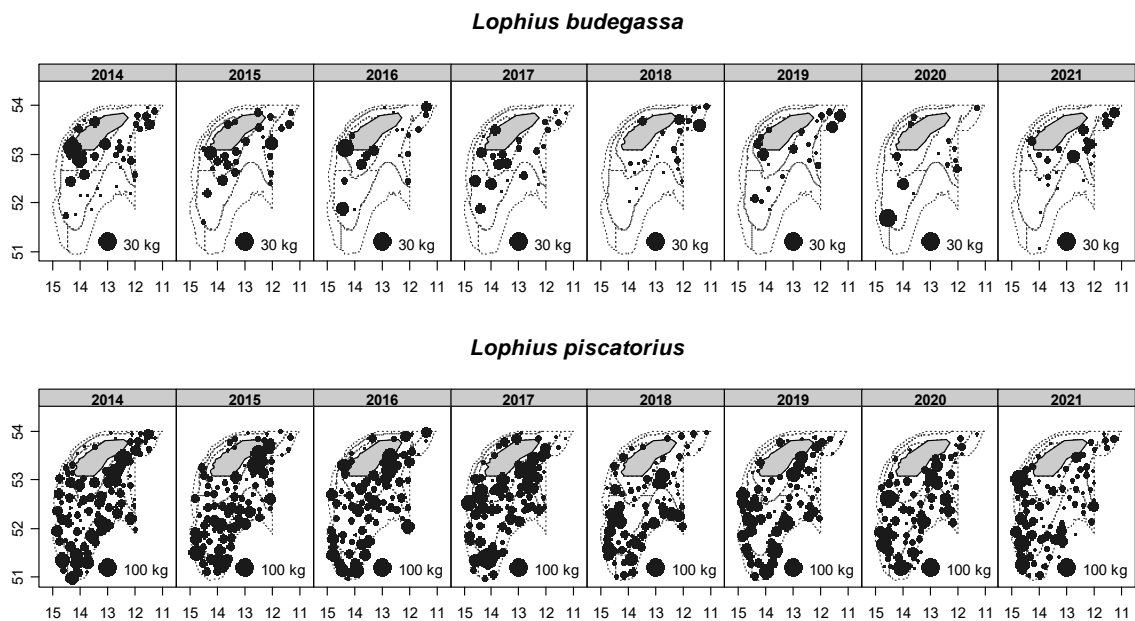 Lophius budegassa
2014 2015 2016 2017 2018 2019 2020 2021
54
53
52
51
30 kg 30 kg 30 kg 30 kg 30 kg 30 kg 30 kg 30 kg
15 14 13 12 11 15 14 13 12 11 15 14 13 12 11 15 14 13 12 11 15 14 13 12 11 15 14 13 12 11 15 14 13 12 11 15 14 13 12 11
Lophius piscatorius
2014 2015 2016 2017 2018 2019 2020 2021
54
53
52
51
100 kg 100 kg 100 kg 100 kg 100 kg 100 kg 100 kg 100 kg
15 14 13 12 11 15 14 13 12 11 15 14 13 12 11 15 14 13 12 11 15 14 13 12 11 15 14 13 12 11 15 14 13 12 11 15 14 13 12 11